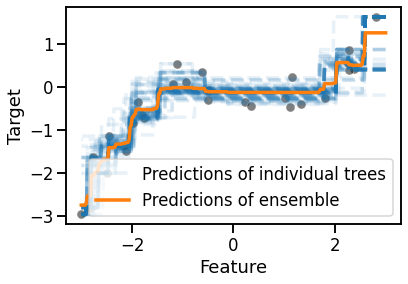 1
0
−1
−2
−3
Target
Predictions of individual trees
Predictions of ensemble
−2
0
2
Feature